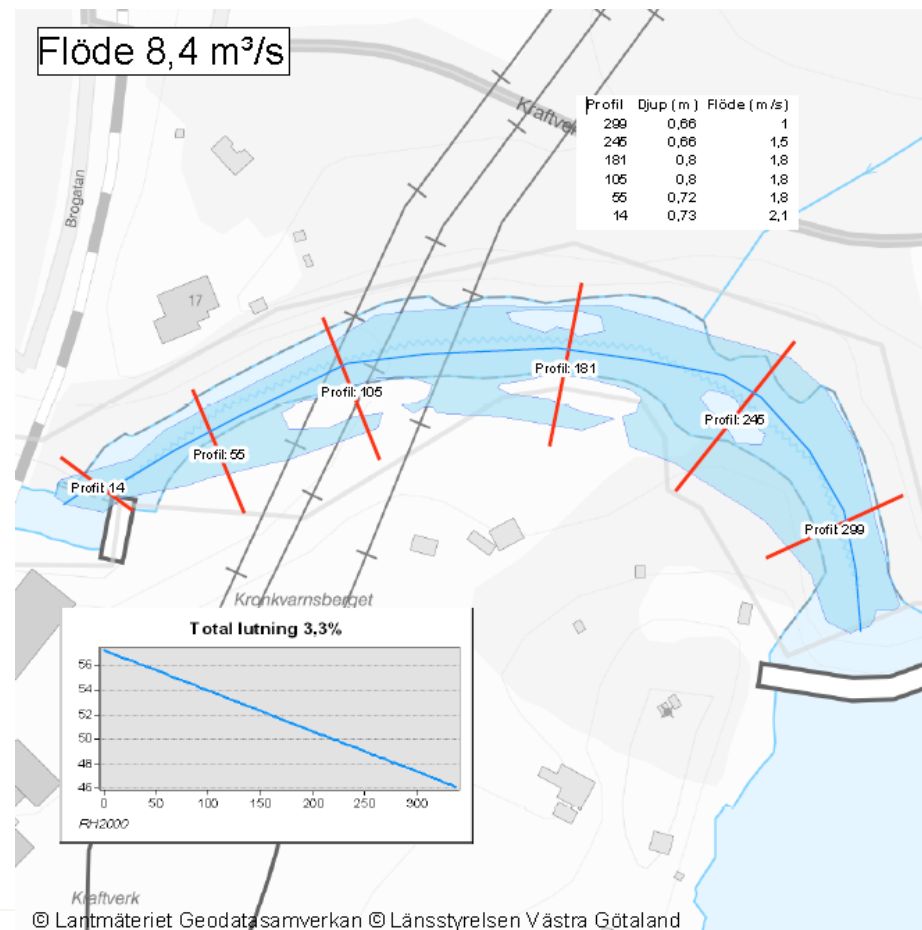 Flöde 8,4 m³/s
Profil Djup (m) Flöde (m/s)
299 0,66 1
245 0,66 1,5
181 0,8 1,8
105 0,8 1,8
55 0,72 1,8
14 0,73 2,1
Brogatan
17
Profil: 181
Profil: 105
Profil: 245
Profil: 55
Profil: 14
Profil: 299
Kronkvarnsberget
Total lutning 3,3%
56
54
52
50
48
46
0 50 100 150 200 250 300
RH2000
Kraftverk
© Lantmäteriet Geodatasamverkan © Länsstyrelsen Västra Götaland